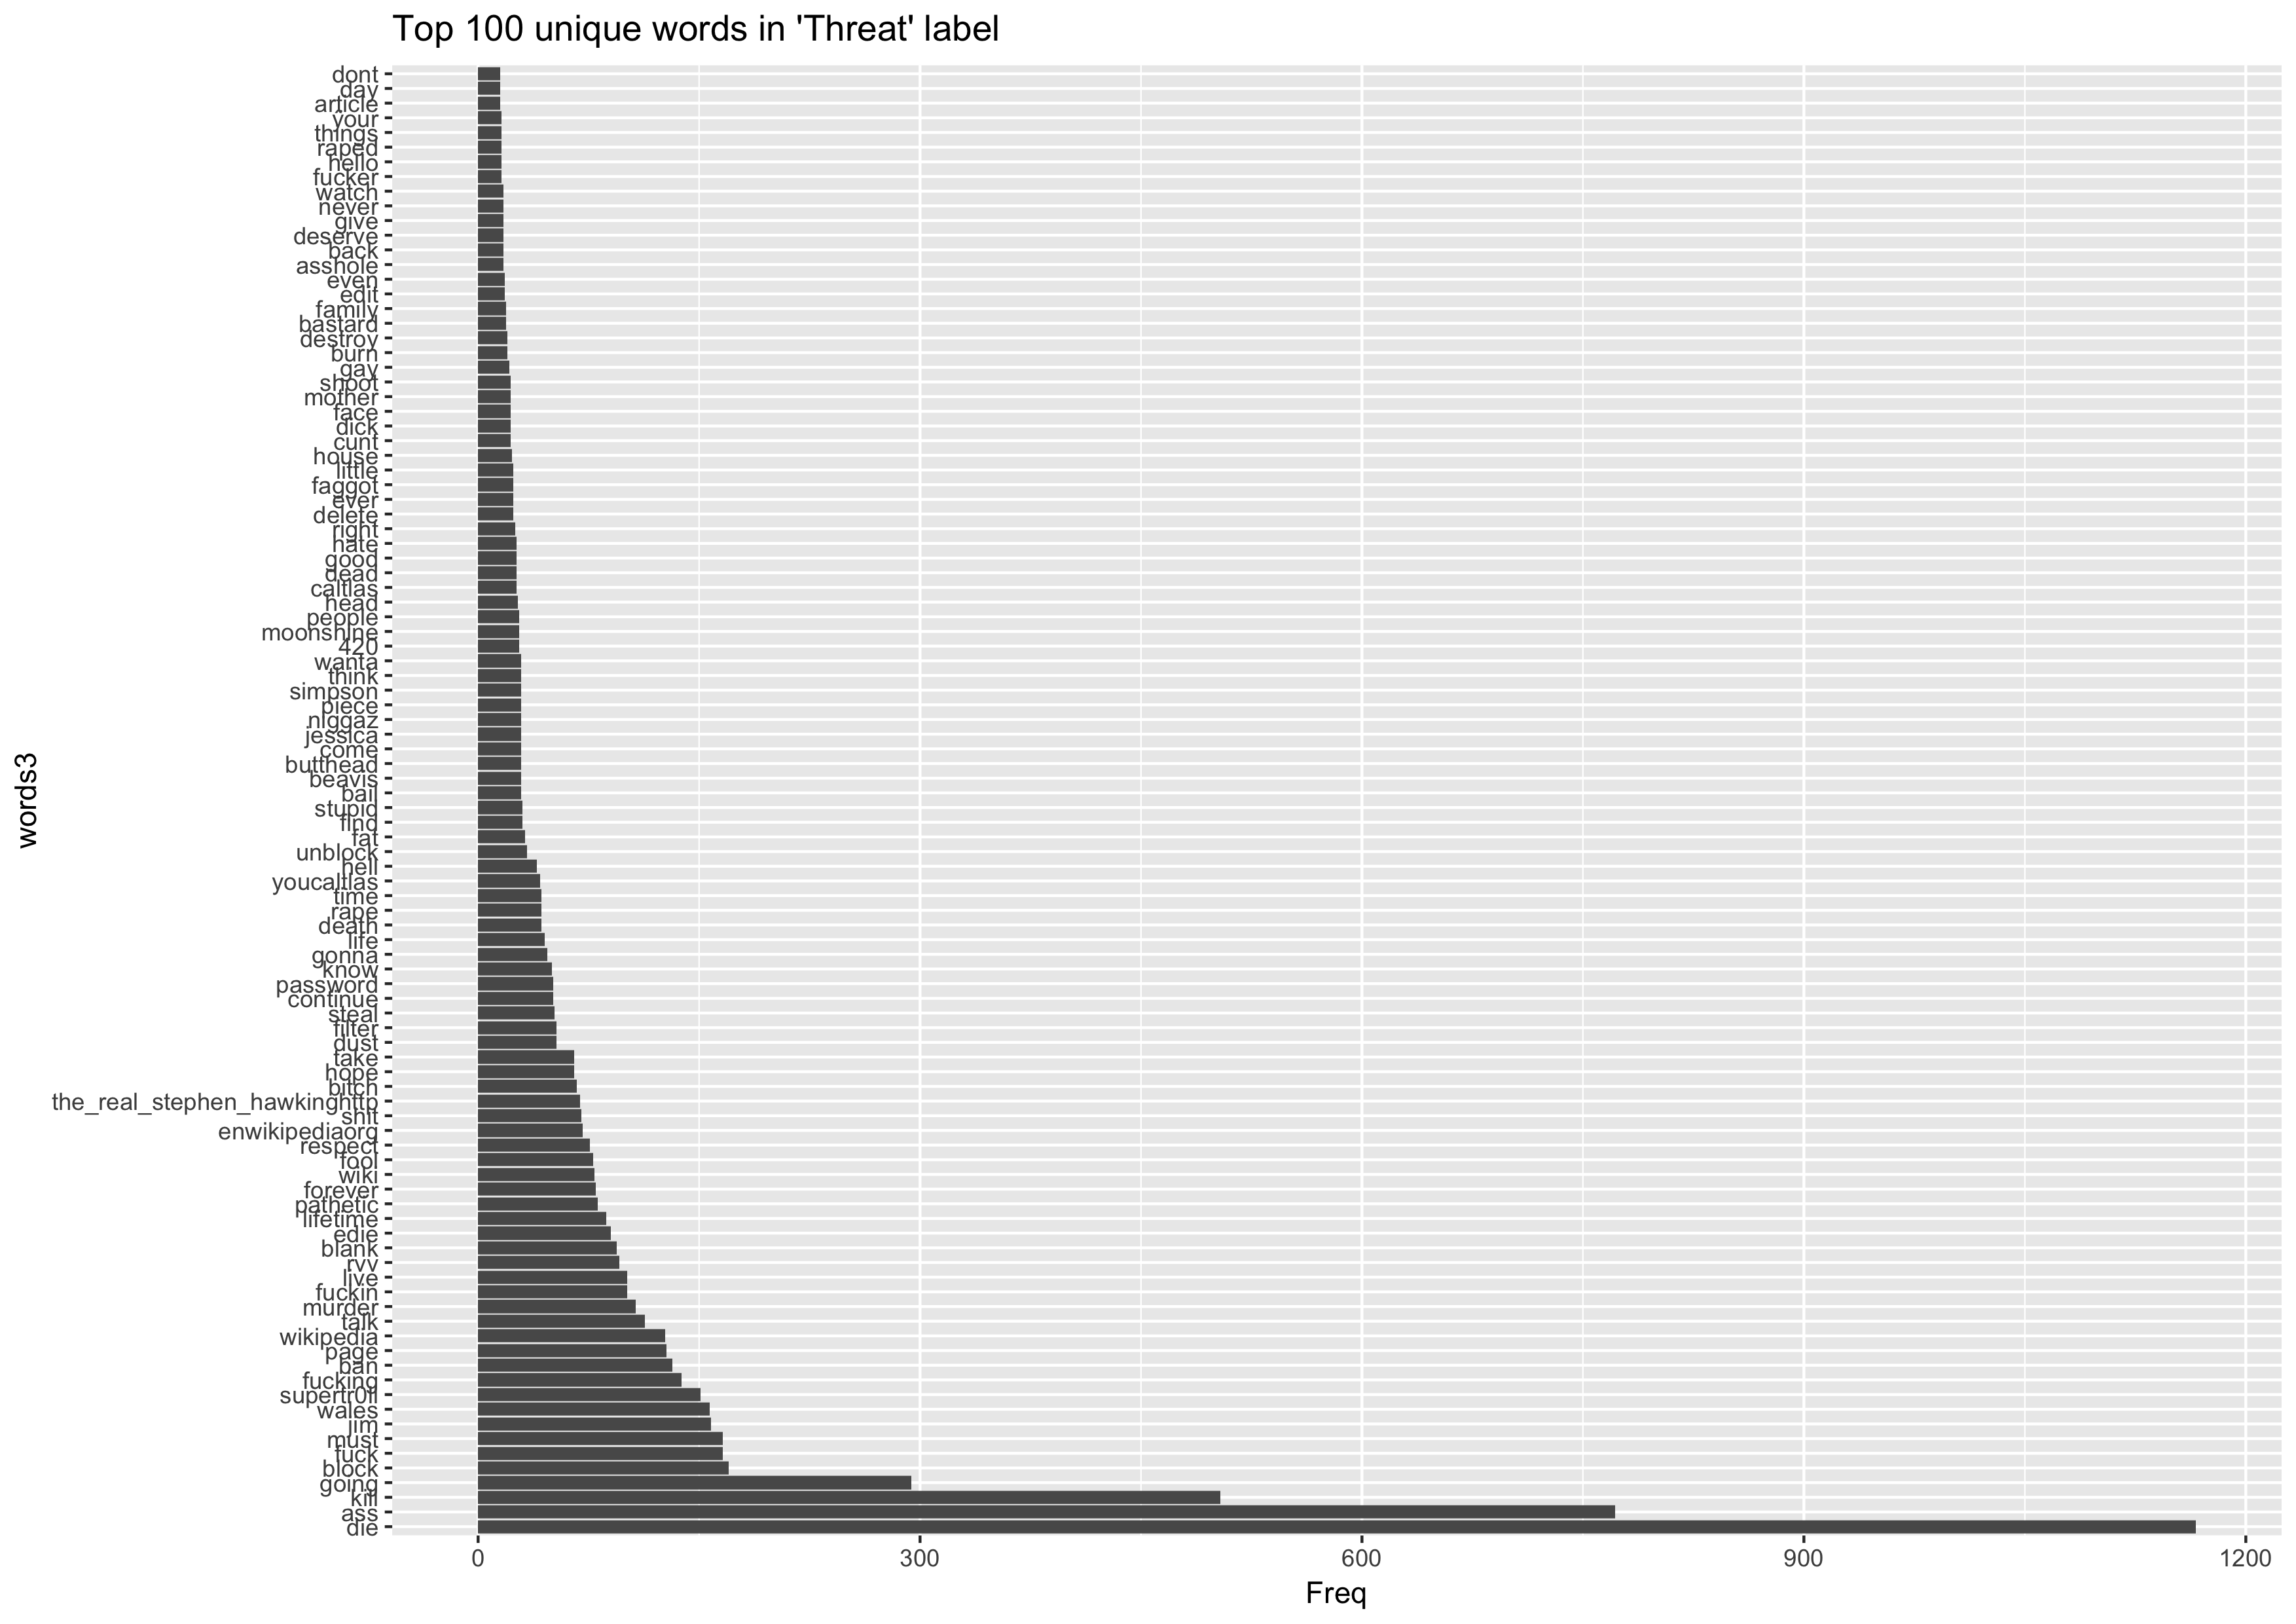 Top 100 unique words in 'Threat' label
dont
day
article
your
things
raped
hello
fucker
watch
never
give
deserve
back
asshole
even
edit
family
bastard
destroy
burn
gay
shoot
mother
face
dick
cunt
house
little
faggot
ever
delete
right
hate
good
dead
caltlas
head
people
moonshine
420
wanta
think
simpson
piece
niggaz
jessica
come
butthead
beavis
bail
stupid
find
fat
unblock
hell
youcaltlas
time
rape
death
life
gonna
know
password
continue
steal
filter
dust
take
hope
bitch
the_real_stephen_hawkinghttp
shit
enwikipediaorg
respect
fool
wiki
forever
pathetic
lifetime
edie
blank
rvv
live
fuckin
murder
talk
wikipedia
page
ban
fucking
supertr0ll
wales
jim
must
fuck
block
going
kill
ass
die
words3
0 300 600 900 1200
Freq